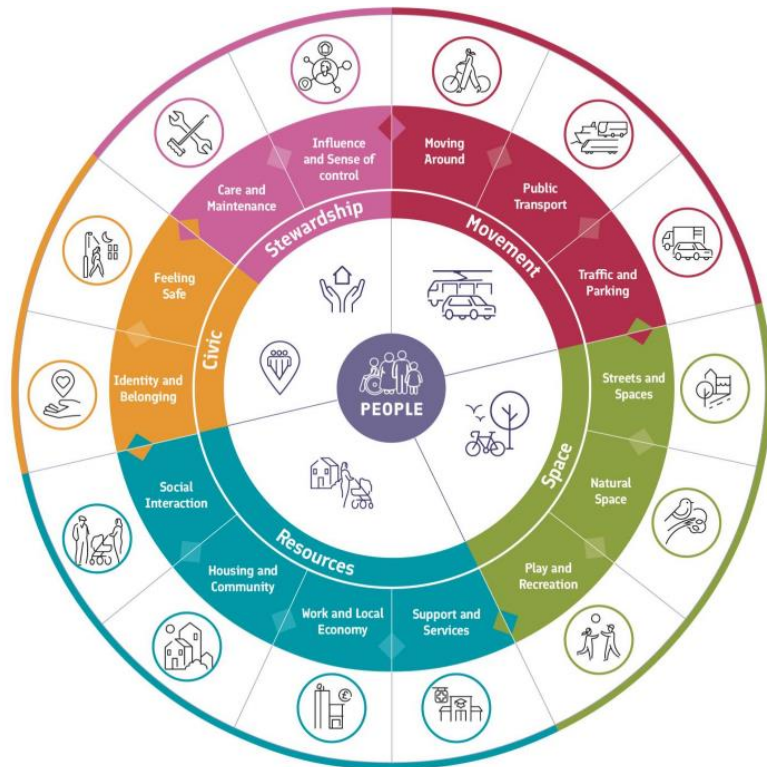 Moving
Around
Public
Transport
Traffic and
Parking
Movement
Streets and
Spaces
Natural
Space
Play and
Recreation
Space
Support and
Services
Work and Local
Economy
Housing and
Community
Social
Interaction
Resources
Identity and
Belonging
Feeling
Safe
Civic
Care and
Maintenance
Influence
and Sense of
control
Stewardship
PEOPLE
£